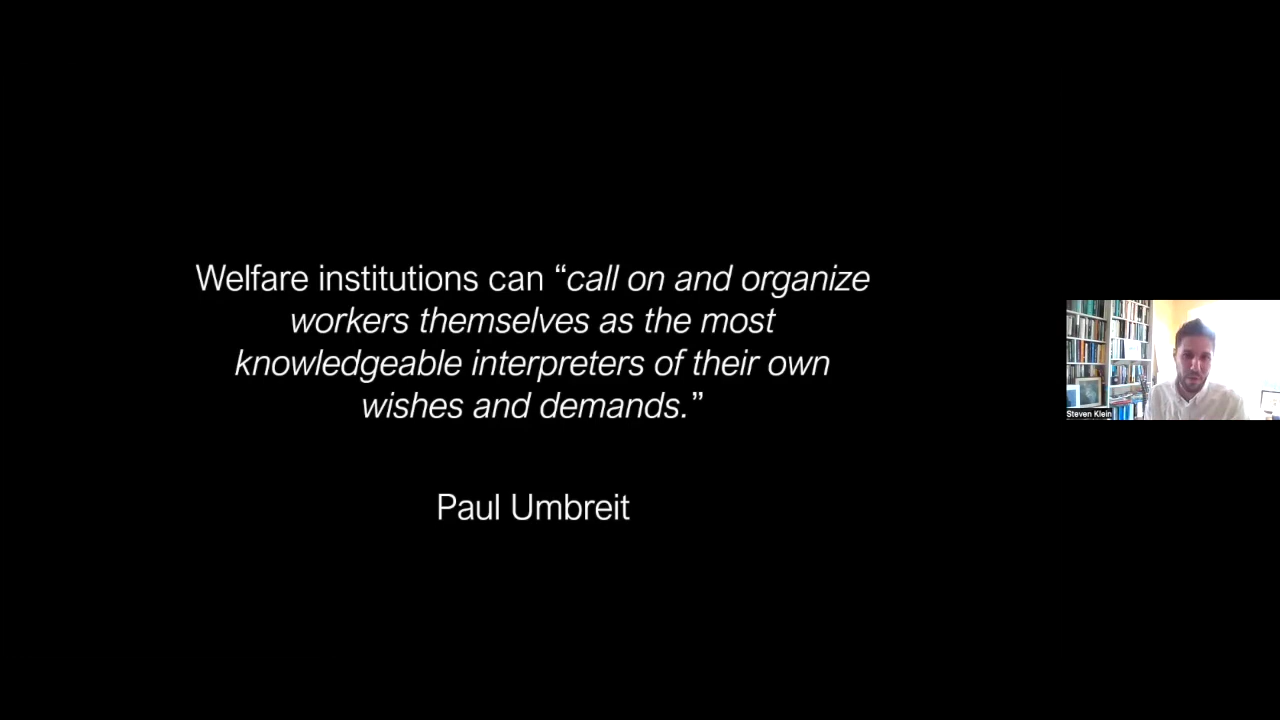 Welfare institutions can “call on and organize
workers themselves as the most
knowledgeable interpreters of their own
wishes and demands.”
Paul Umbreit
Steven Klein